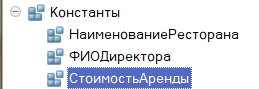 Константы
НаименованиеРесторана
ФИОДиректора
СтоимостьАренды